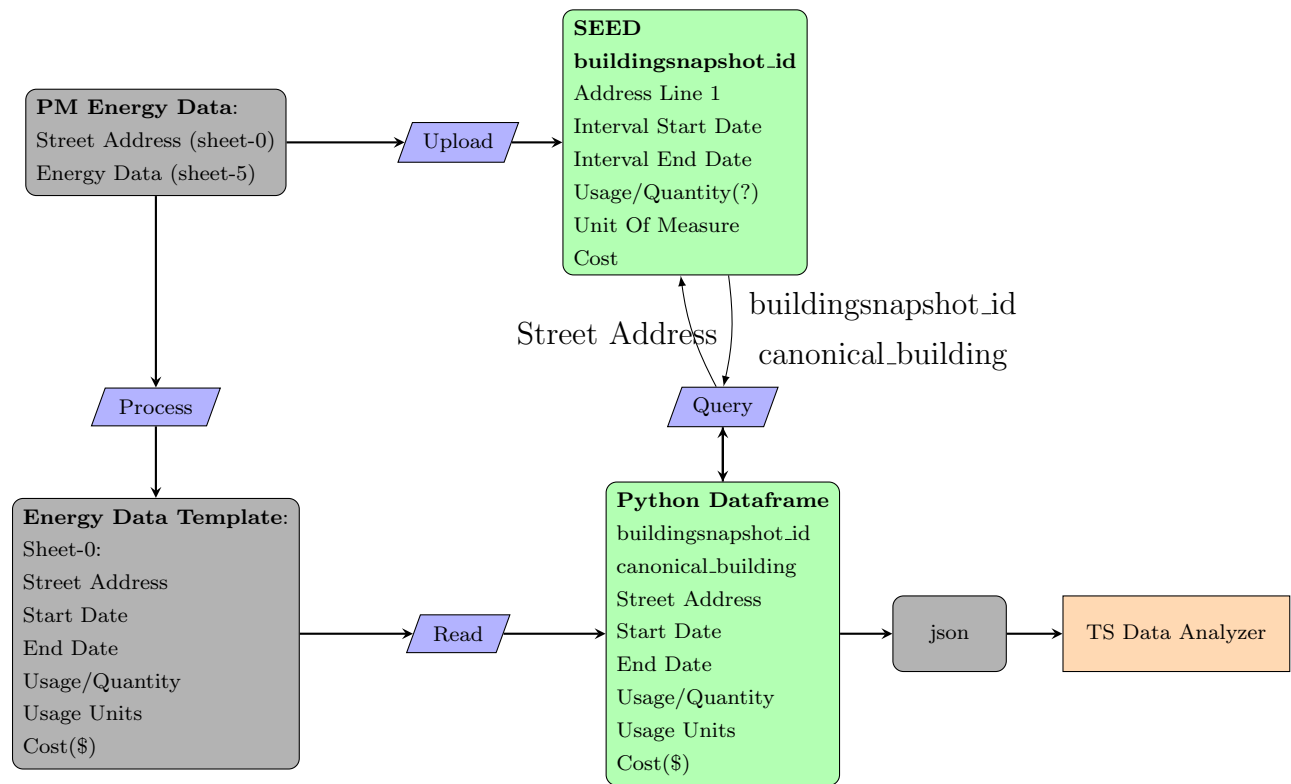 SEED
buildingsnapshot_id
Address Line 1
Interval Start Date
Interval End Date
Usage/Quantity(?)
Unit Of Measure
Cost
PM Energy Data:
Street Address (sheet-0)
Energy Data (sheet-5)
Upload
buildingsnapshot_id
canonical_building
Street Address
Process
Query
Energy Data Template:
Sheet-0:
Street Address
Start Date
End Date
Usage/Quantity
Usage Units
Cost($)
Read
Python Dataframe
buildingsnapshot_id
canonical_building
Street Address
Start Date
End Date
Usage/Quantity
Usage Units
Cost($)
json
TS Data Analyzer